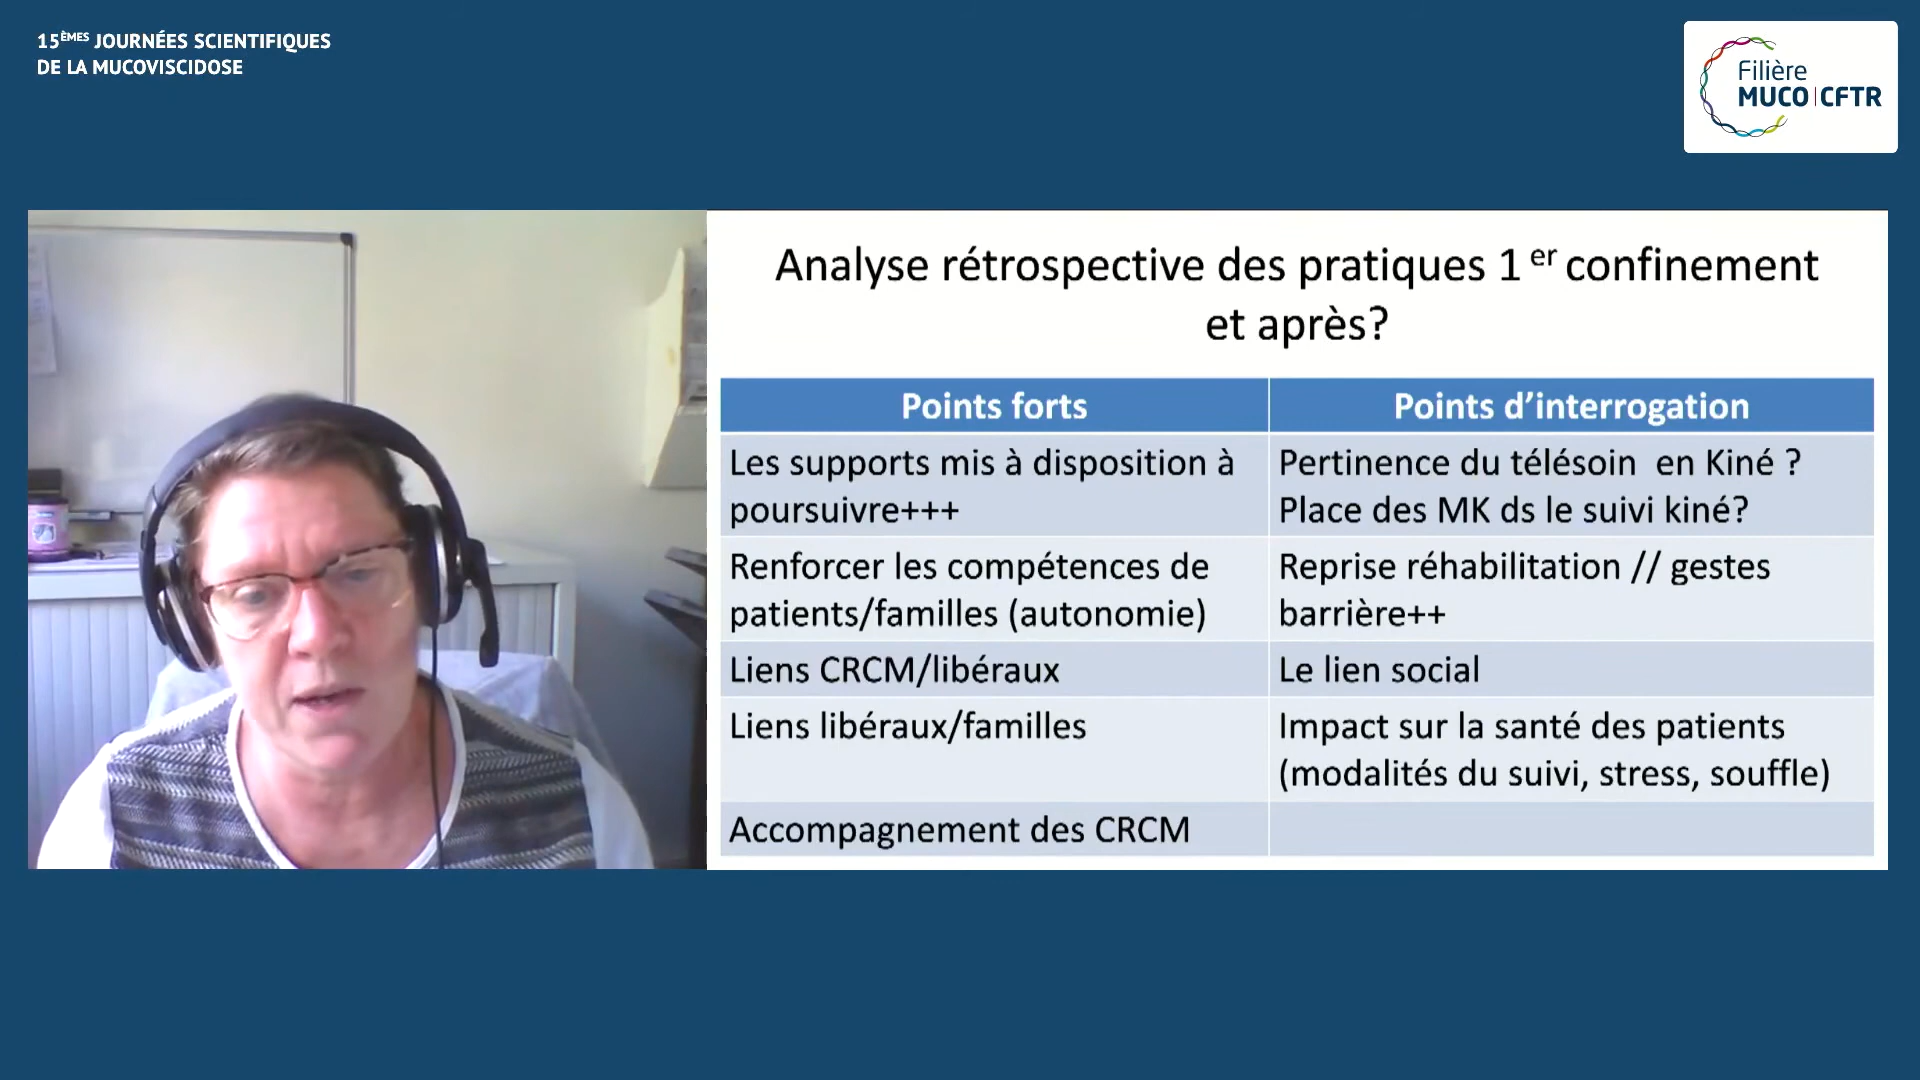 15ÈMES JOURNÉES SCIENTIFIQUES
DE LA MUCOVISCIDOSE
Filière
MUCO|CFTR
Analyse rétrospective des pratiques 1er confinement
et après?
Points forts
Points d’interrogation
Les supports mis à disposition à
poursuivre+++
Pertinence du télésoin en Kiné ?
Place des MK ds le suivi kiné?
Renforcer les compétences de
patients/familles (autonomie)
Reprise réhabilitation // gestes
barrière++
Liens CRCM/libéraux
Le lien social
Liens libéraux/familles
Impact sur la santé des patients
(modalités du suivi, stress, souffle)
Accompagnement des CRCM